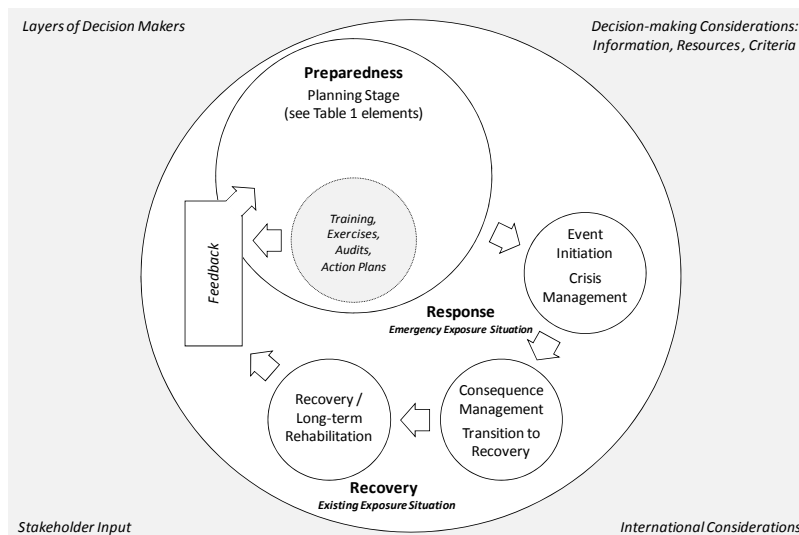 Layers of Decision Makers
Decision-making Considerations:
Information, Resources , Criteria
Preparedness
Planning Stage
(see Table 1 elements)
Training,
Exercises,
Audits,
Action Plans
Feedback
Event
Initiation
Crisis
Management
Response
Emergency Exposure Situation
Consequence
Management
Transition to
Recovery
Recovery /
Long-term
Rehabilitation
Recovery
Existing Exposure Situation
Stakeholder Input
International Considerations